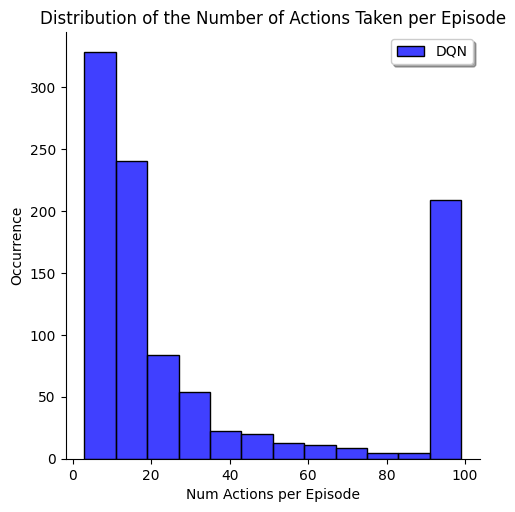 Distribution of the Number of Actions Taken per Episode
DQN
Occurrence
300
250
200
150
100
50
0
0 20 40 60 80 100
Num Actions per Episode